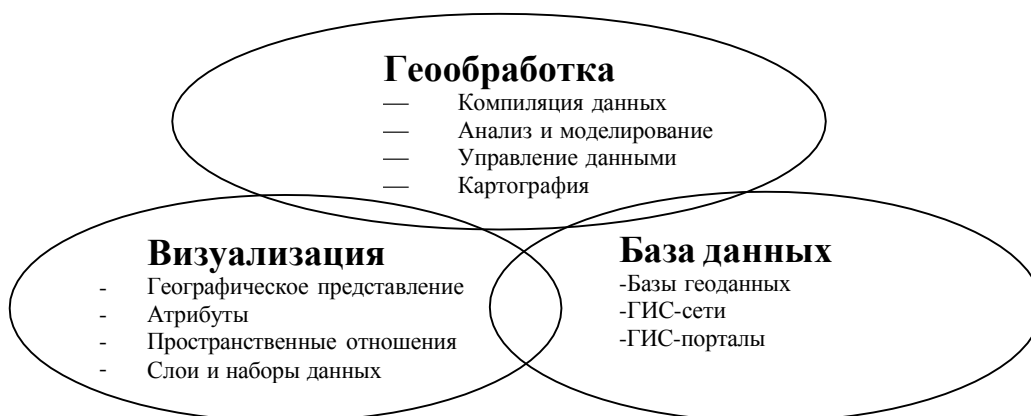 Геообработка
— Компиляция данных
— Анализ и моделирование
— Управление данными
— Картография
Визуализация
- Географическое представление
- Атрибуты
- Пространственные отношения
- Слои и наборы данных
База данных
-Базы геоданных
-ГИС-сети
-ГИС-порталы